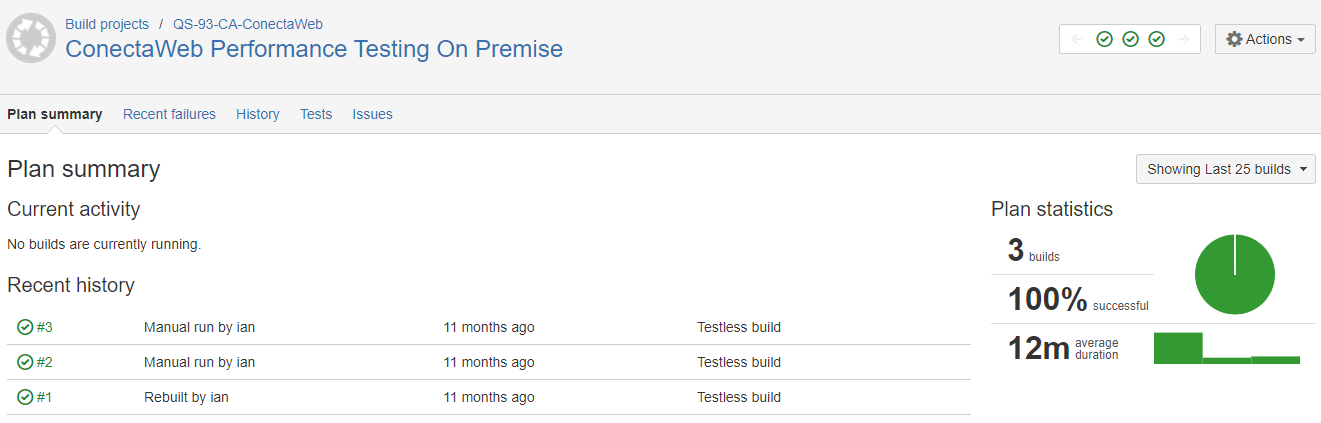 Build projects / QS-93-CA-ConectaWeb
ConectaWeb Performance Testing On Premise
Actions
Plan summary Recent failures History Tests Issues
Plan summary
Showing Last 25 builds
Current activity
No builds are currently running.
Recent history
#3 Manual run by ian 11 months ago Testless build
#2 Manual run by ian 11 months ago Testless build
#1 Rebuilt by ian 11 months ago Testless build
Plan statistics
3 builds
100% successful
12m average duration